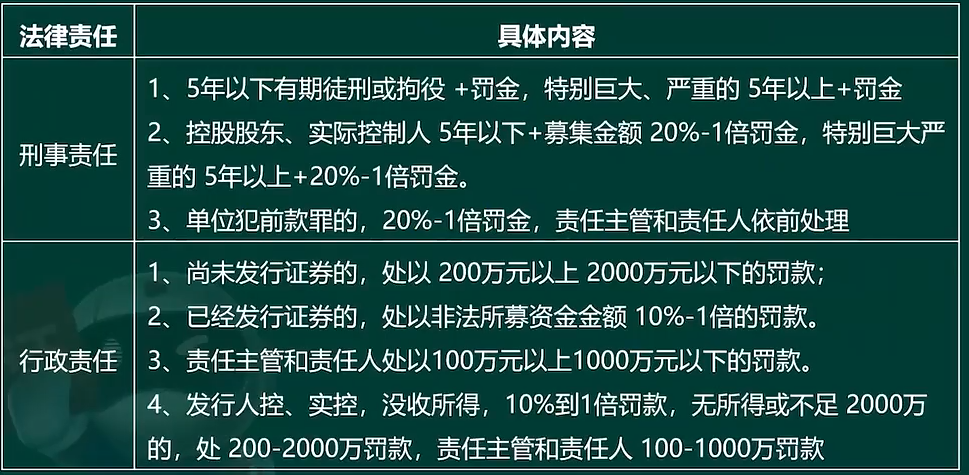 法律责任
具体内容
刑事责任
1、5年以下有期徒刑或拘役 +罚金，特别巨大、严重的 5年以上+罚金
2、控股股东、实际控制人 5年以下+募集金额 20%-1倍罚金，特别巨大严
重的 5年以上+20%-1倍罚金。
3、单位犯前款罪的，20%-1倍罚金，责任主管和责任人依前处理
行政责任
1、尚未发行证券的，处以 200万元以上 2000万元以下的罚款；
2、已经发行证券的，处以非法所募资金金额 10%-1倍的罚款。
3、责任主管和责任人处以100万元以上1000万元以下的罚款。
4、发行人控、实控，没收所得，10%到1倍罚款，无所得或不足 2000万
的，处 200-2000万罚款，责任主管和责任人 100-1000万罚款